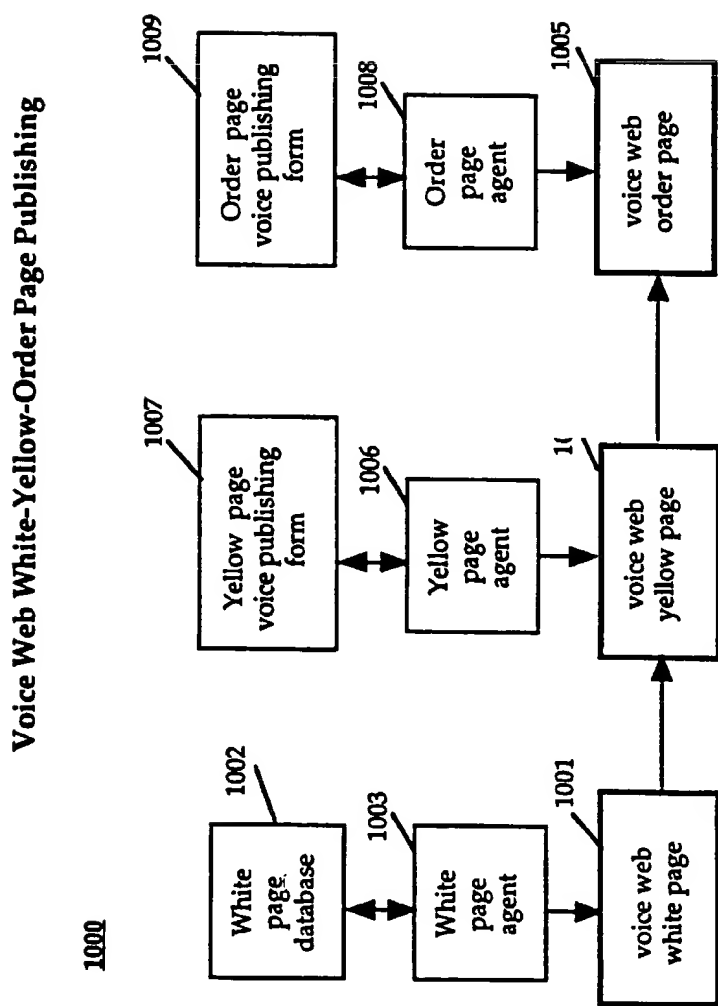 Voice Web White-Yellow-Order Page Publishing
1000
1002
White
page
database
1003
White
page
agent
1001
voice web
white page
1007
Yellow page
voice publishing
form
1006
Yellow
page
agent
voice web
yellow page
1009
Order page
voice publishing
form
1008
Order
page
agent
1005
voice web
order page